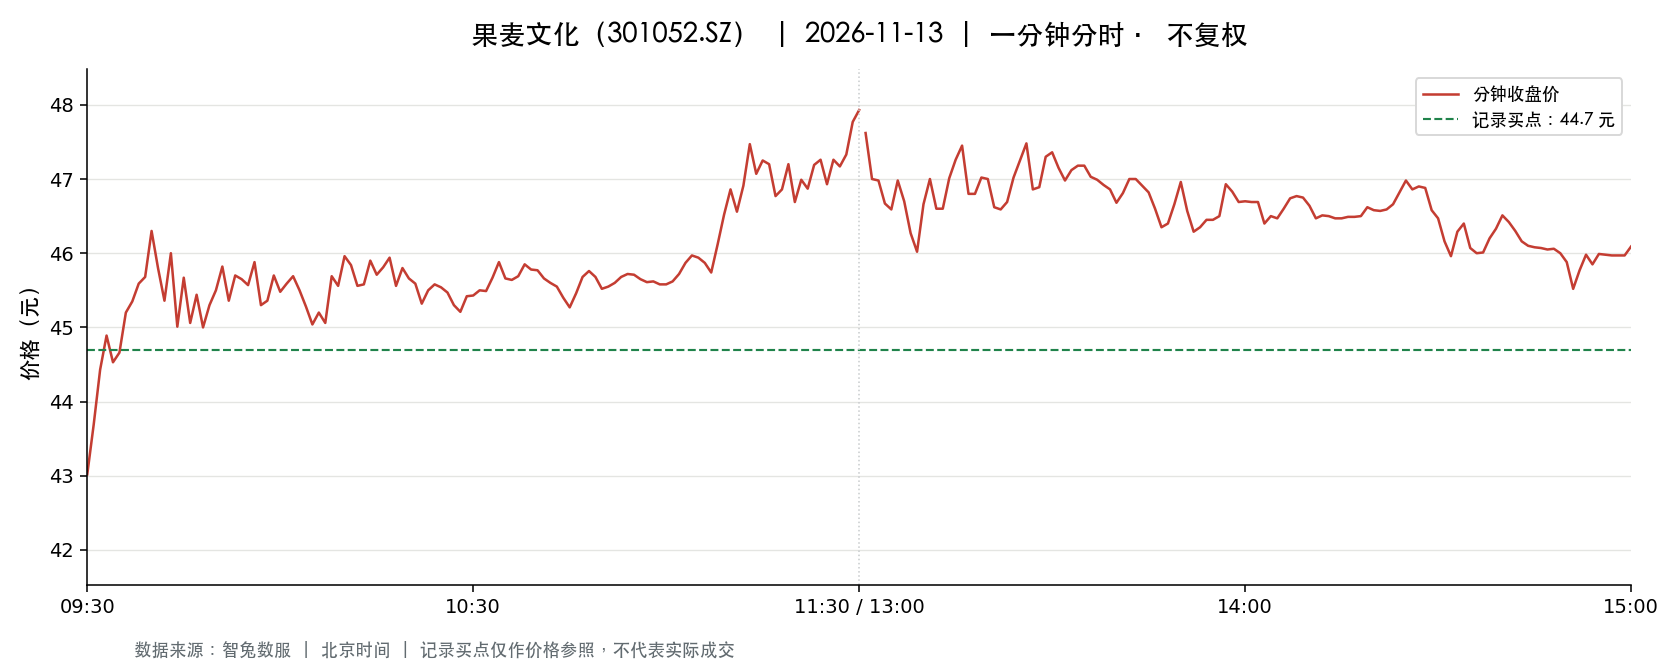 果麦文化（301052.SZ） | 2026-11-13 | 一分钟分时 · 不复权
分钟收盘价
记录买点：44.7 元
价格（元）
48
47
46
45
44
43
42
09:30
10:30
11:30 / 13:00
14:00
15:00
数据来源：智兔数服 | 北京时间 | 记录买点仅作价格参照，不代表实际成交